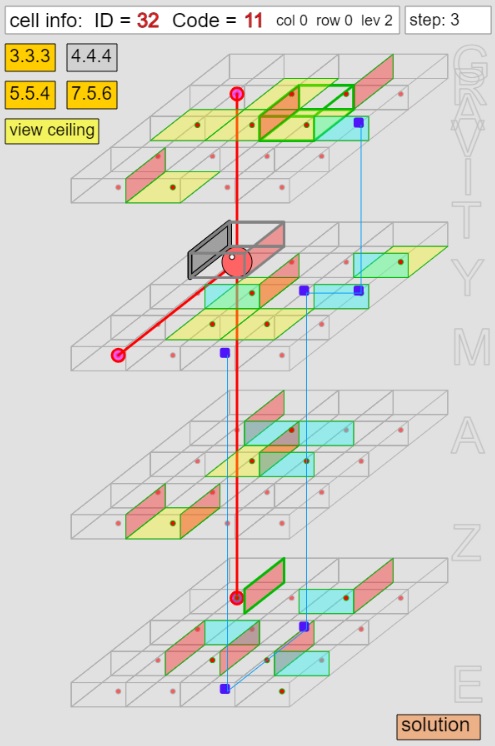 cell info: ID = 32 Code = 11 col 0 row 0 lev 2 step: 3
3.3.3 4.4.4
5.5.4 7.5.6
view ceiling
G
R
A
V
I
T
Y
M
A
Z
E
solution